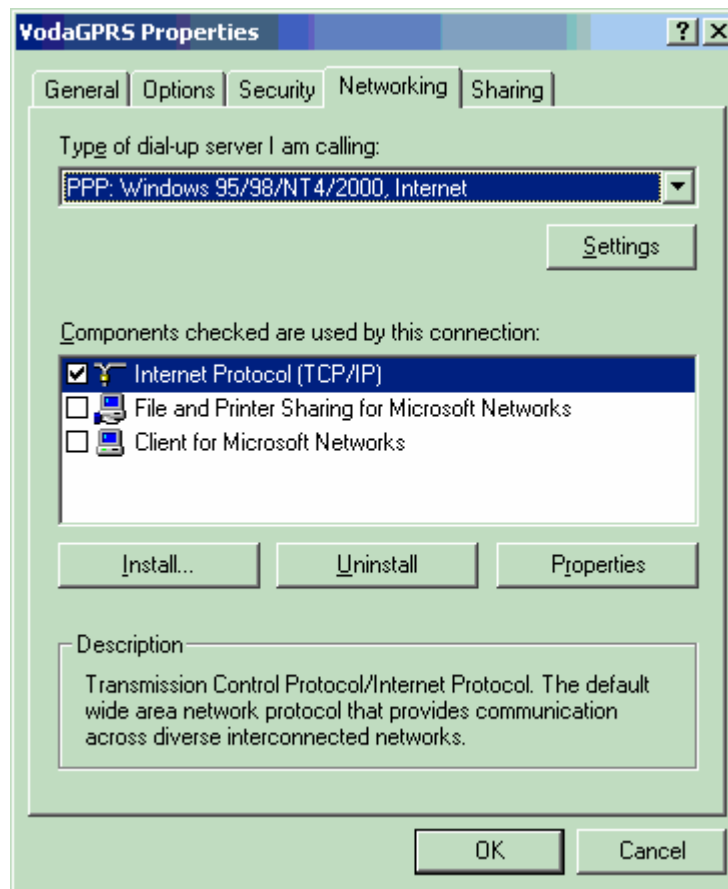 VodaGPRS Properties
General Options Security Networking Sharing
Type of dial-up server I am calling:
PPP: Windows 95/98/NT4/2000, Internet
Settings
Components checked are used by this connection:
Internet Protocol (TCP/IP)
File and Printer Sharing for Microsoft Networks
Client for Microsoft Networks
Install... Uninstall Properties
Description
Transmission Control Protocol/Internet Protocol. The default
wide area network protocol that provides communication
across diverse interconnected networks.
OK Cancel